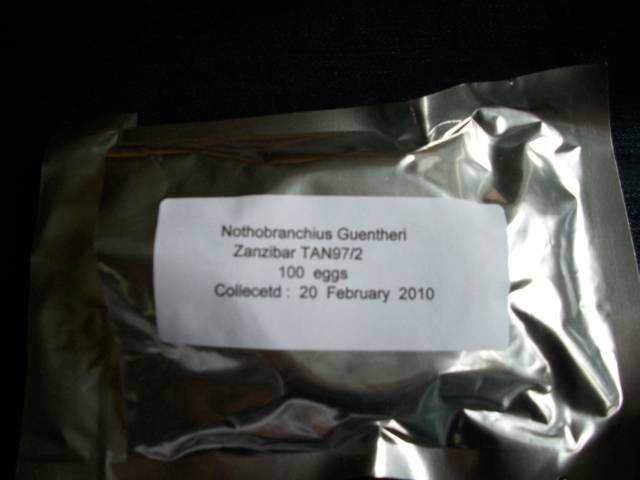 Nothobranchius Guentheri
Zanzibar TAN97/2
100 eggs
Collecetd : 20 February 2010